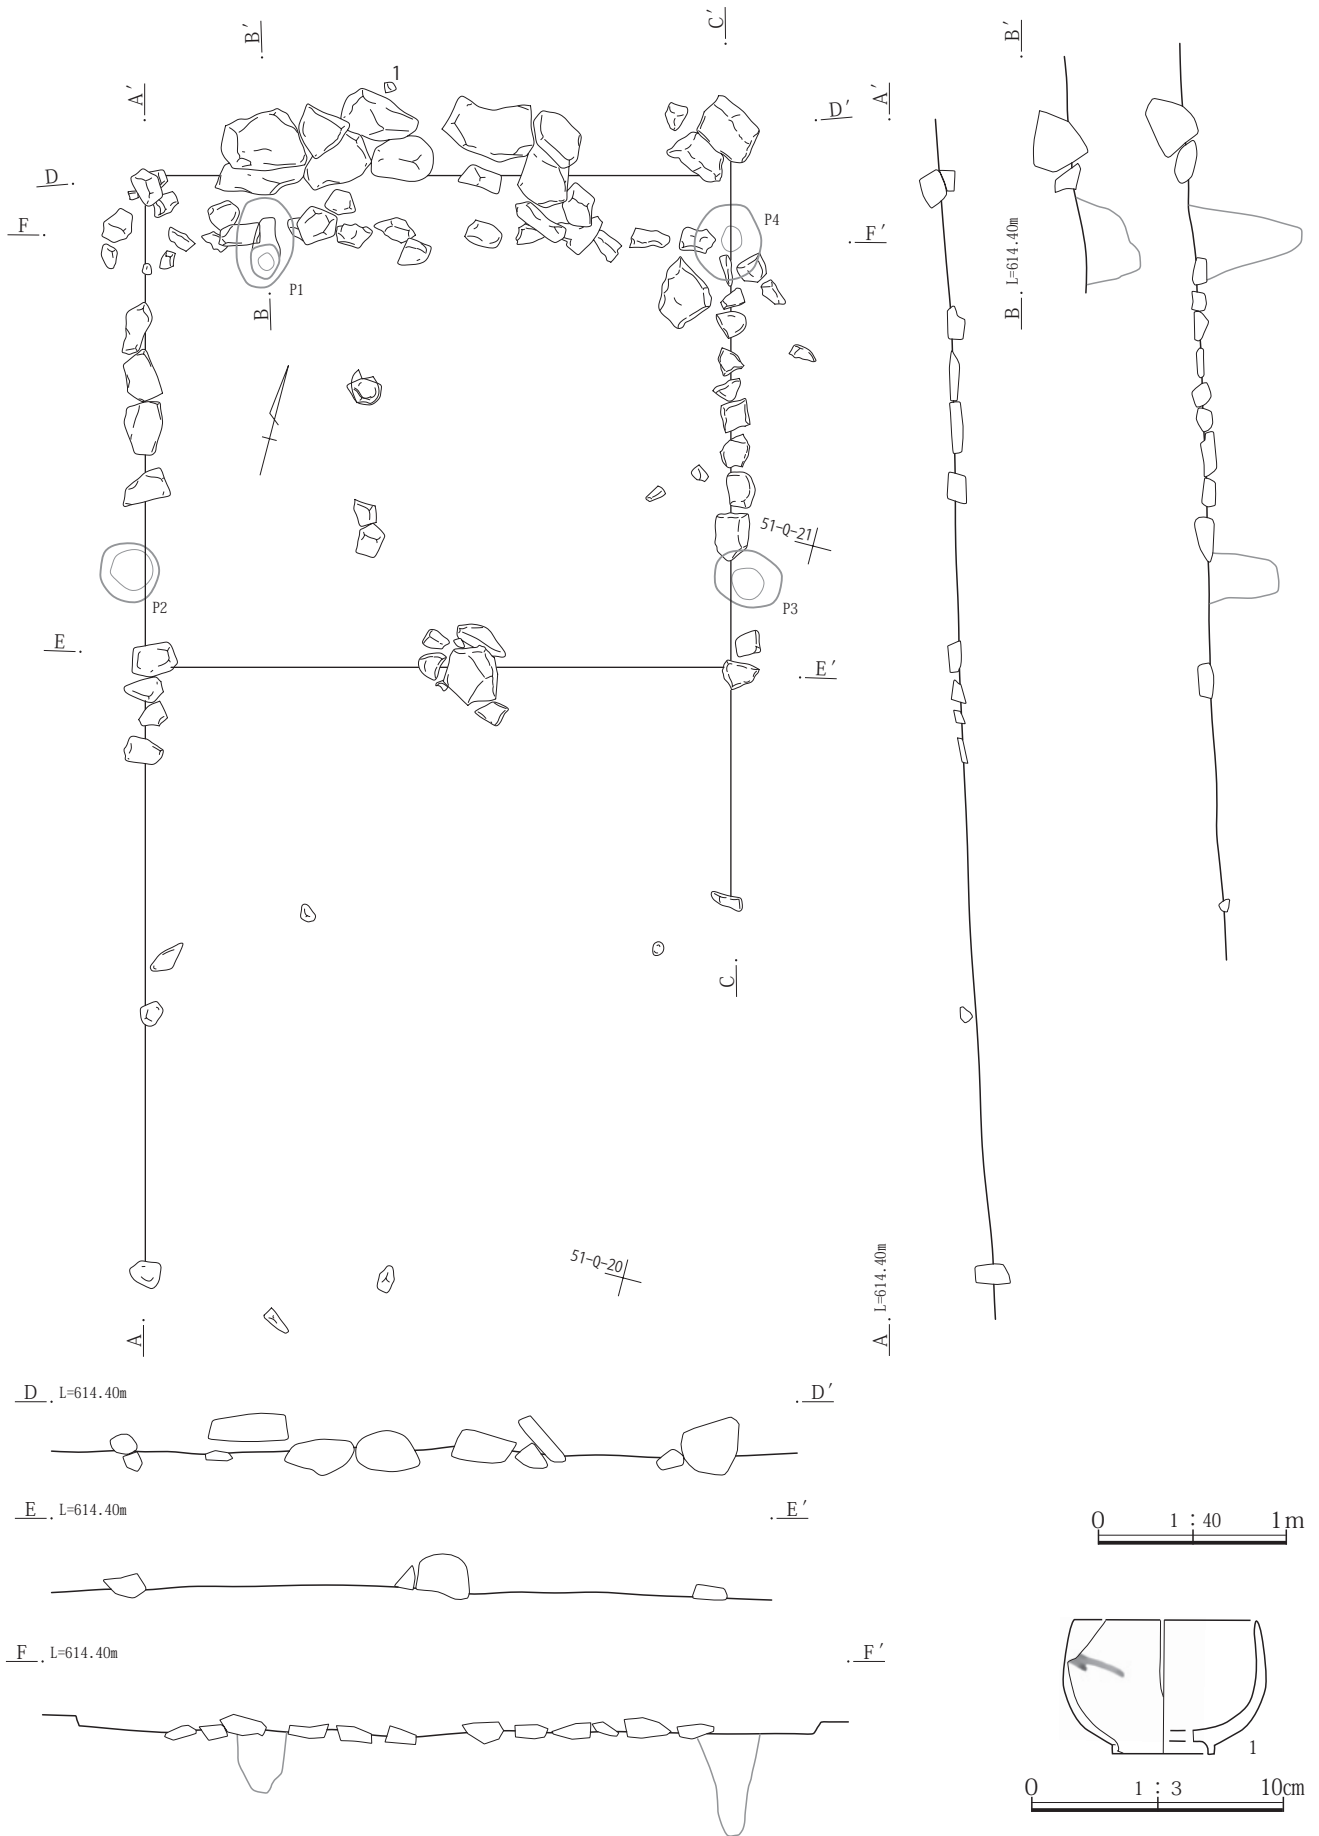 B′
C′
B′
1
A′
A′
D′
D
F
P4
F′
P1
B
B L=614.40m
51-Q-21
P2
P3
E
E′
C
51-Q-20
A
A L=614.40m
D L=614.40m
D′
E L=614.40m
E′
0 1 : 40 1m
F L=614.40m
F′
1
0 1 : 3 10cm